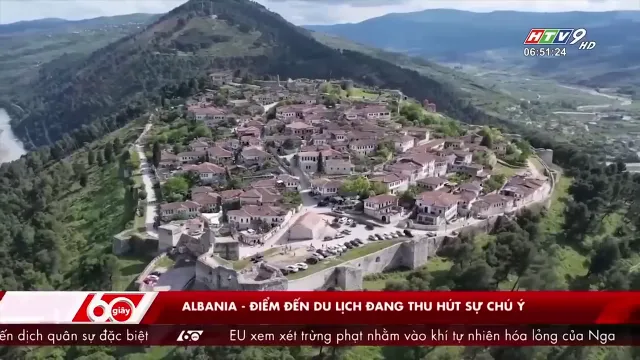 HTV9 HD
06:51:24
60 giây
ALBANIA - ĐIỂM ĐẾN DU LỊCH ĐANG THU HÚT SỰ CHÚ Ý
ến dịch quân sự đặc biệt 60 EU xem xét trừng phạt nhằm vào khí tự nhiên hóa lỏng của Nga